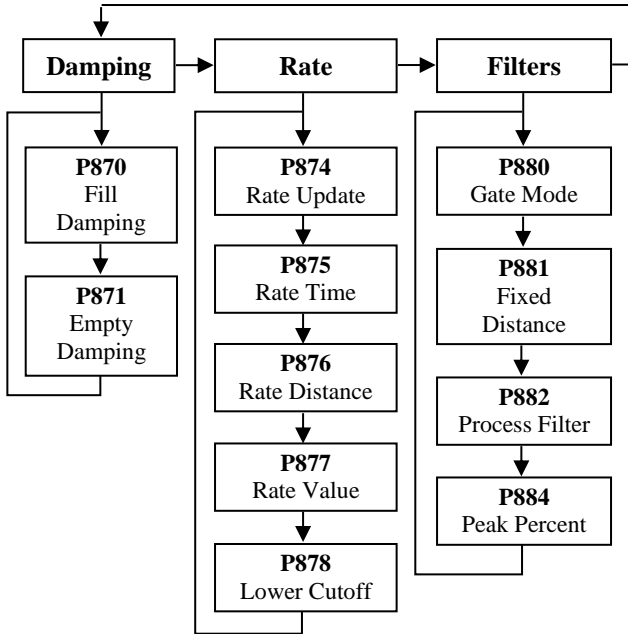 Damping
Rate
Filters
P870
Fill
Damping
P871
Empty
Damping
P874
Rate Update
P875
Rate Time
P876
Rate Distance
P877
Rate Value
P878
Lower Cutoff
P880
Gate Mode
P881
Fixed
Distance
P882
Process Filter
P884
Peak Percent